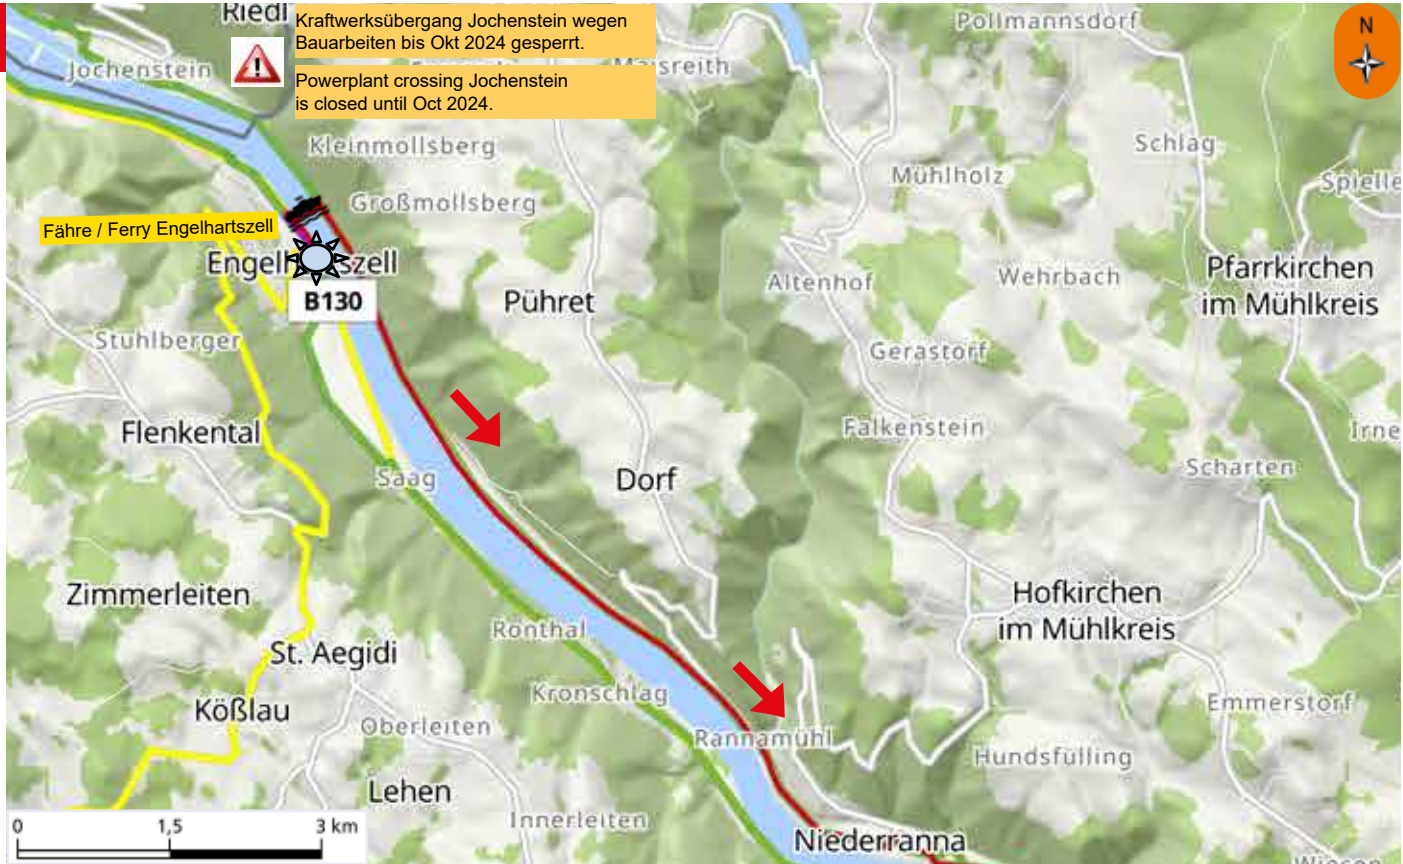 Riedl
Kraftwerksübergang Jochenstein wegen
Bauarbeiten bis Okt 2024 gesperrt.
Powerplant crossing Jochenstein
is closed until Oct 2024.
Pollmannsdorf
N
Jochenstein
Kleinmollsberg
Schlag
Mühlholz
Großmollsberg
Fähre / Ferry Engelhartszell
B130
Pühret
Altenhof
Wehrbach
Pfarrkirchen
im Mühlkreis
Stuhlberger
Gerastorf
Flenkental
Falkenstein
Saag
Dorf
Scharten
Zimmerleiten
Hofkirchen
im Mühlkreis
Rönthal
St. Aegidi
Kronschlag
Kößlau
Oberleiten
Emmerstorf
Rannamühl
Hundsfülling
Lehen
Innerleiten
0 1,5 3 km
Niederranna